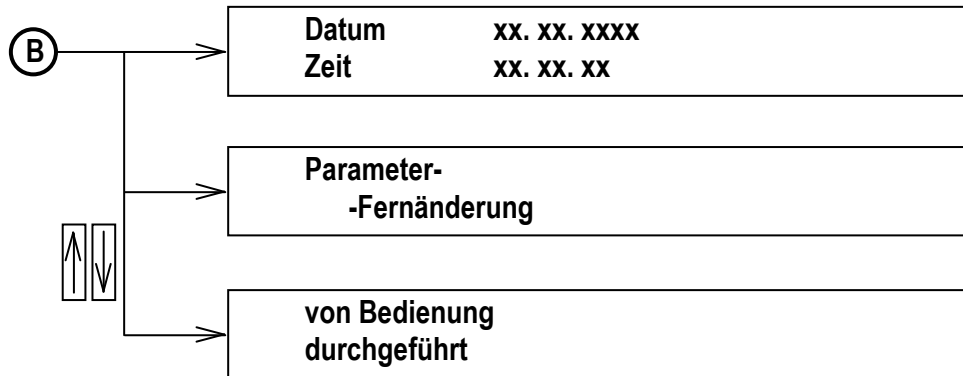 B
Datum xx. xx. xxxx
Zeit xx. xx. xx
Parameter-
-Fernänderung
von Bedienung
durchgeführt